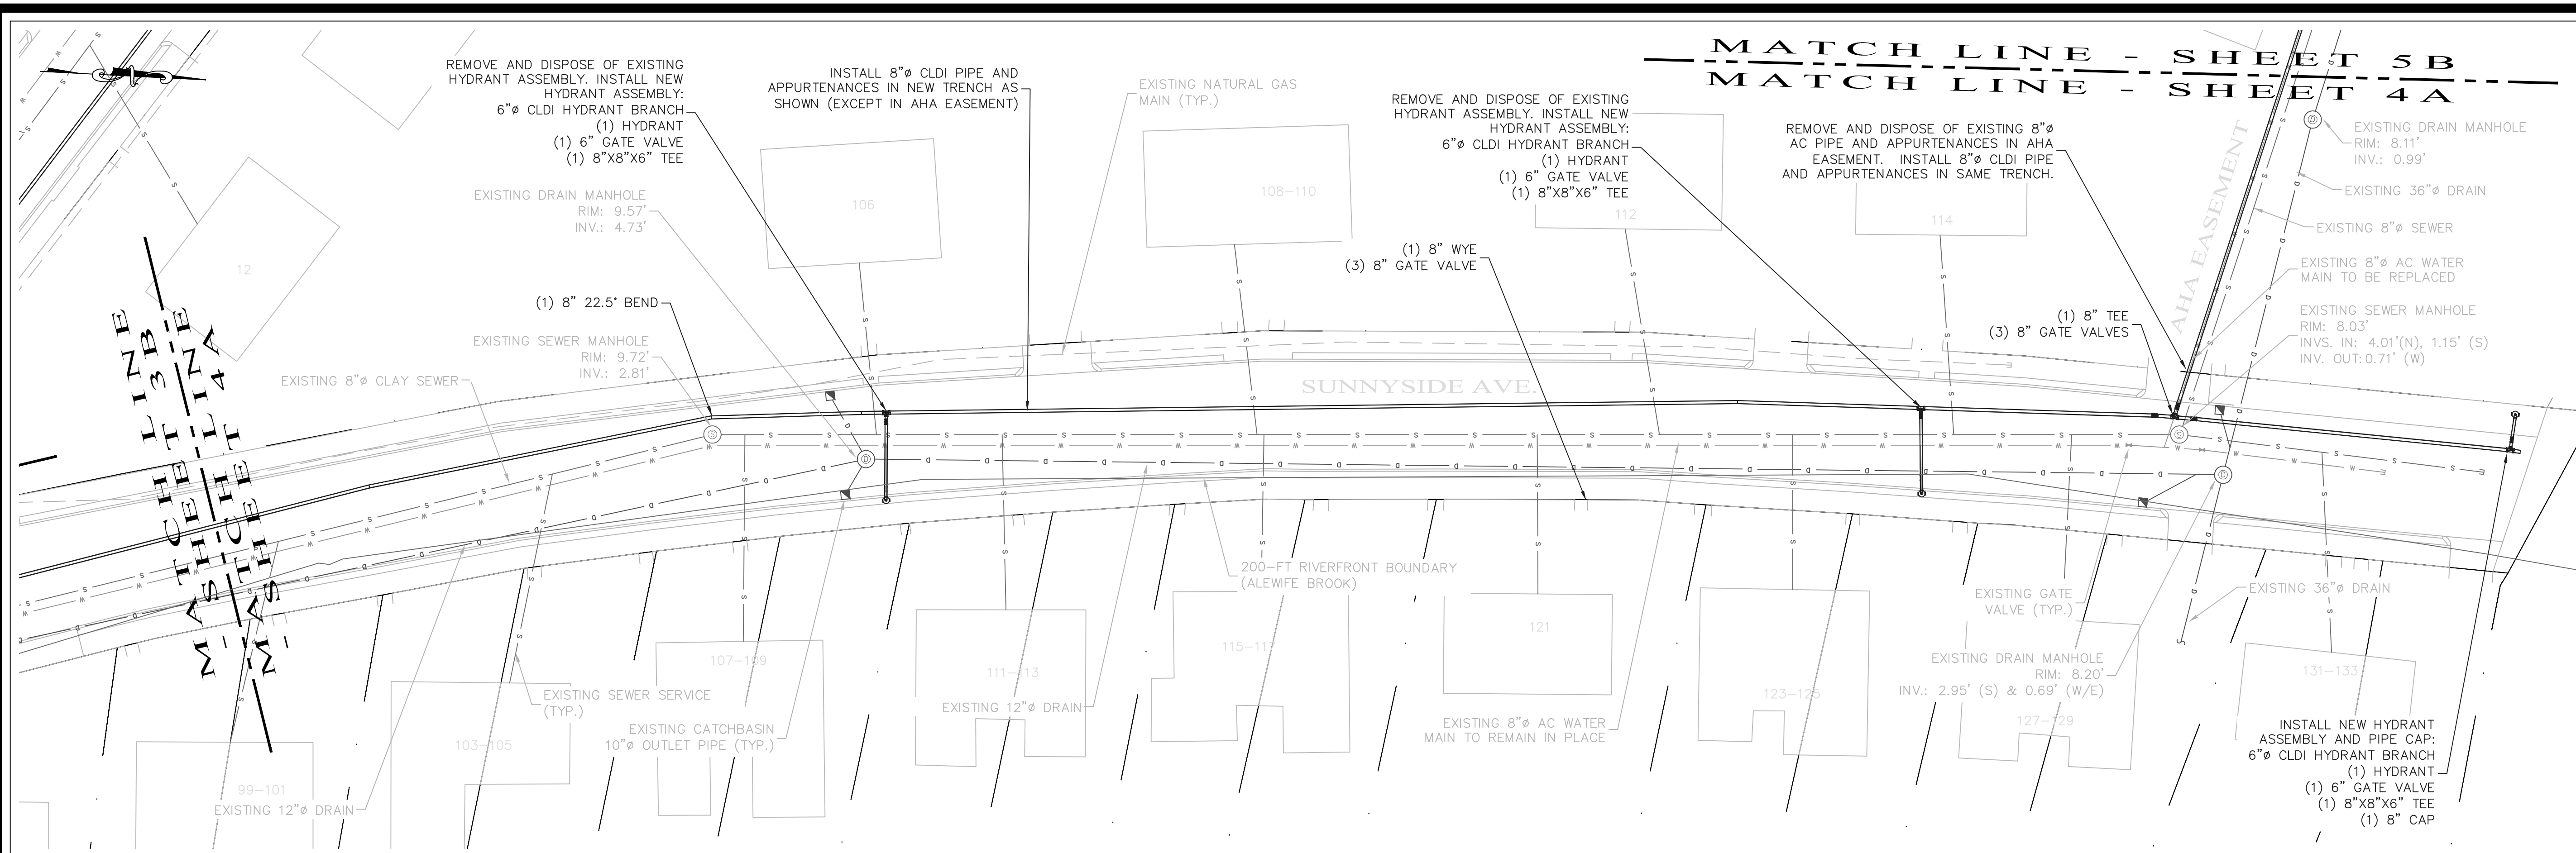 MATCH LINE - SHEET 5B
MATCH LINE - SHEET 4A
REMOVE AND DISPOSE OF EXISTING
HYDRANT ASSEMBLY. INSTALL NEW
HYDRANT ASSEMBLY:
6"ø CLDI HYDRANT BRANCH
(1) HYDRANT
(1) 6" GATE VALVE
(1) 8"X8"X6" TEE
INSTALL 8"ø CLDI PIPE AND
APPURTENANCES IN NEW TRENCH AS
SHOWN (EXCEPT IN AHA EASEMENT)
EXISTING NATURAL GAS
MAIN (TYP.)
REMOVE AND DISPOSE OF EXISTING
HYDRANT ASSEMBLY. INSTALL NEW
HYDRANT ASSEMBLY:
6"ø CLDI HYDRANT BRANCH
(1) HYDRANT
(1) 6" GATE VALVE
(1) 8"X8"X6" TEE
REMOVE AND DISPOSE OF EXISTING 8"ø
AC PIPE AND APPURTENANCES IN AHA
EASEMENT. INSTALL 8"ø CLDI PIPE
AND APPURTENANCES IN SAME TRENCH.
EXISTING DRAIN MANHOLE
RIM: 8.11'
INV.: 0.99'
EXISTING 36"ø DRAIN
EXISTING 8"ø SEWER
EXISTING 8"ø AC WATER
MAIN TO BE REPLACED
EXISTING SEWER MANHOLE
RIM: 8.03'
INVS. IN: 4.01'(N), 1.15' (S)
INV. OUT:0.71' (W)
AHA EASEMENT
EXISTING DRAIN MANHOLE
RIM: 9.57'
INV.: 4.73'
106
108-110
112
114
12
(1) 8" WYE
(3) 8" GATE VALVE
(1) 8" 22.5° BEND
(1) 8" TEE
(3) 8" GATE VALVES
EXISTING SEWER MANHOLE
RIM: 9.72'
INV.: 2.81'
EXISTING 8"ø CLAY SEWER
SUNNYSIDE AVE.
MATCH LINE
SHEET 3B
MATCH LINE
SHEET 4A
200-FT RIVERFRONT BOUNDARY
(ALEWIFE BROOK)
EXISTING GATE
VALVE (TYP.)
EXISTING 36"ø DRAIN
EXISTING DRAIN MANHOLE
RIM: 8.20'
INV.: 2.95' (S) & 0.69' (W/E)
107-109
111-113
115-117
121
123-125
127-129
131-133
103-105
99-101
EXISTING SEWER SERVICE
(TYP.)
EXISTING 12"ø DRAIN
EXISTING CATCHBASIN
10"ø OUTLET PIPE (TYP.)
EXISTING 8"ø AC WATER
MAIN TO REMAIN IN PLACE
EXISTING 12"ø DRAIN
INSTALL NEW HYDRANT
ASSEMBLY AND PIPE CAP:
6"ø CLDI HYDRANT BRANCH
(1) HYDRANT
(1) 6" GATE VALVE
(1) 8"X8"X6" TEE
(1) 8" CAP